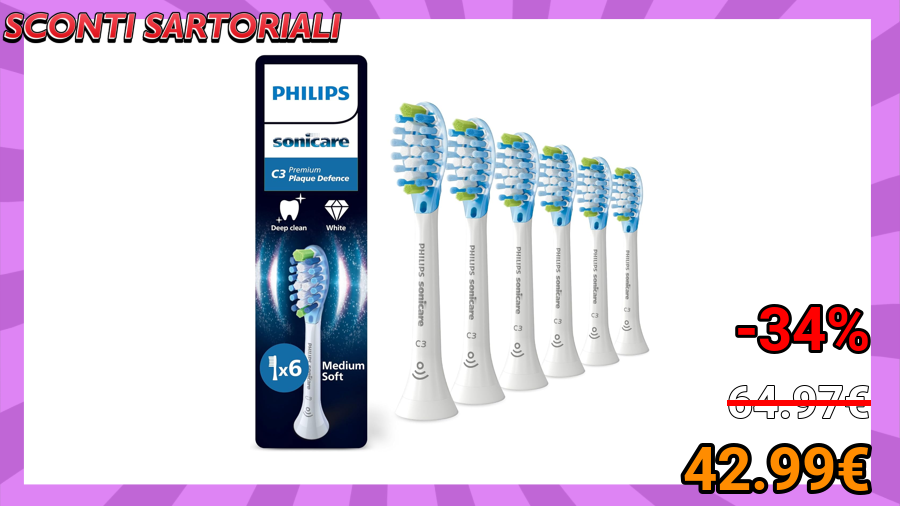 SCONTI SARTORIALI
PHILIPS
sonicare
C3 Premium
Plaque Defence
Deep clean
White
x6
Medium
Soft
PHILIPS sonicare
C3
PHILIPS sonicare
C3
PHILIPS sonicare
C3
PHILIPS sonicare
C3
PHILIPS sonicare
C3
PHILIPS sonicare
C3
-34%
64.97€
42.99€